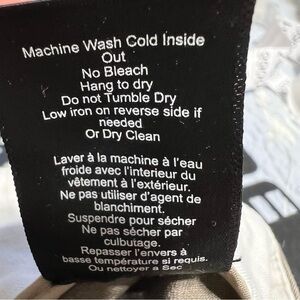 Machine Wash Cold Inside
Out
No Bleach
Hang to dry
Do not Tumble Dry
Low iron on reverse side if
needed
Or Dry Clean
Laver à la machine à l'eau
froide avec l'interieur du
vêtement à l'extérieur.
Ne pas utiliser d'agent de
blanchiment.
Suspendre pour sécher
Ne pas sécher par
culbutage.
Repasser l'envers à
basse température si requis.
Ou nettoyer a Sec